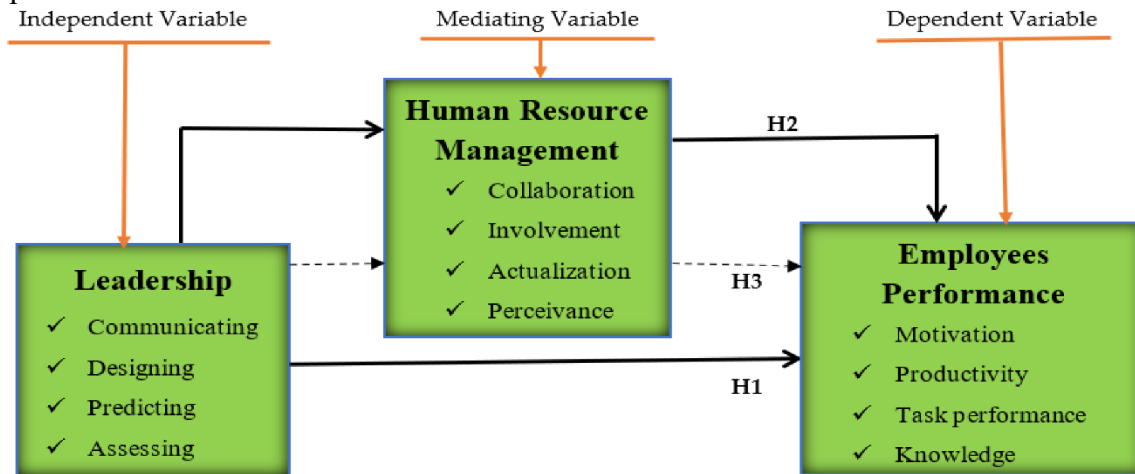 Independent Variable
Mediating Variable
Dependent Variable
Human Resource
Management
✓ Collaboration
✓ Involvement
✓ Actualization
✓ Perceivance
H2
Leadership
✓ Communicating
✓ Designing
✓ Predicting
✓ Assessing
H3
H1
Employees
Performance
✓ Motivation
✓ Productivity
✓ Task performance
✓ Knowledge